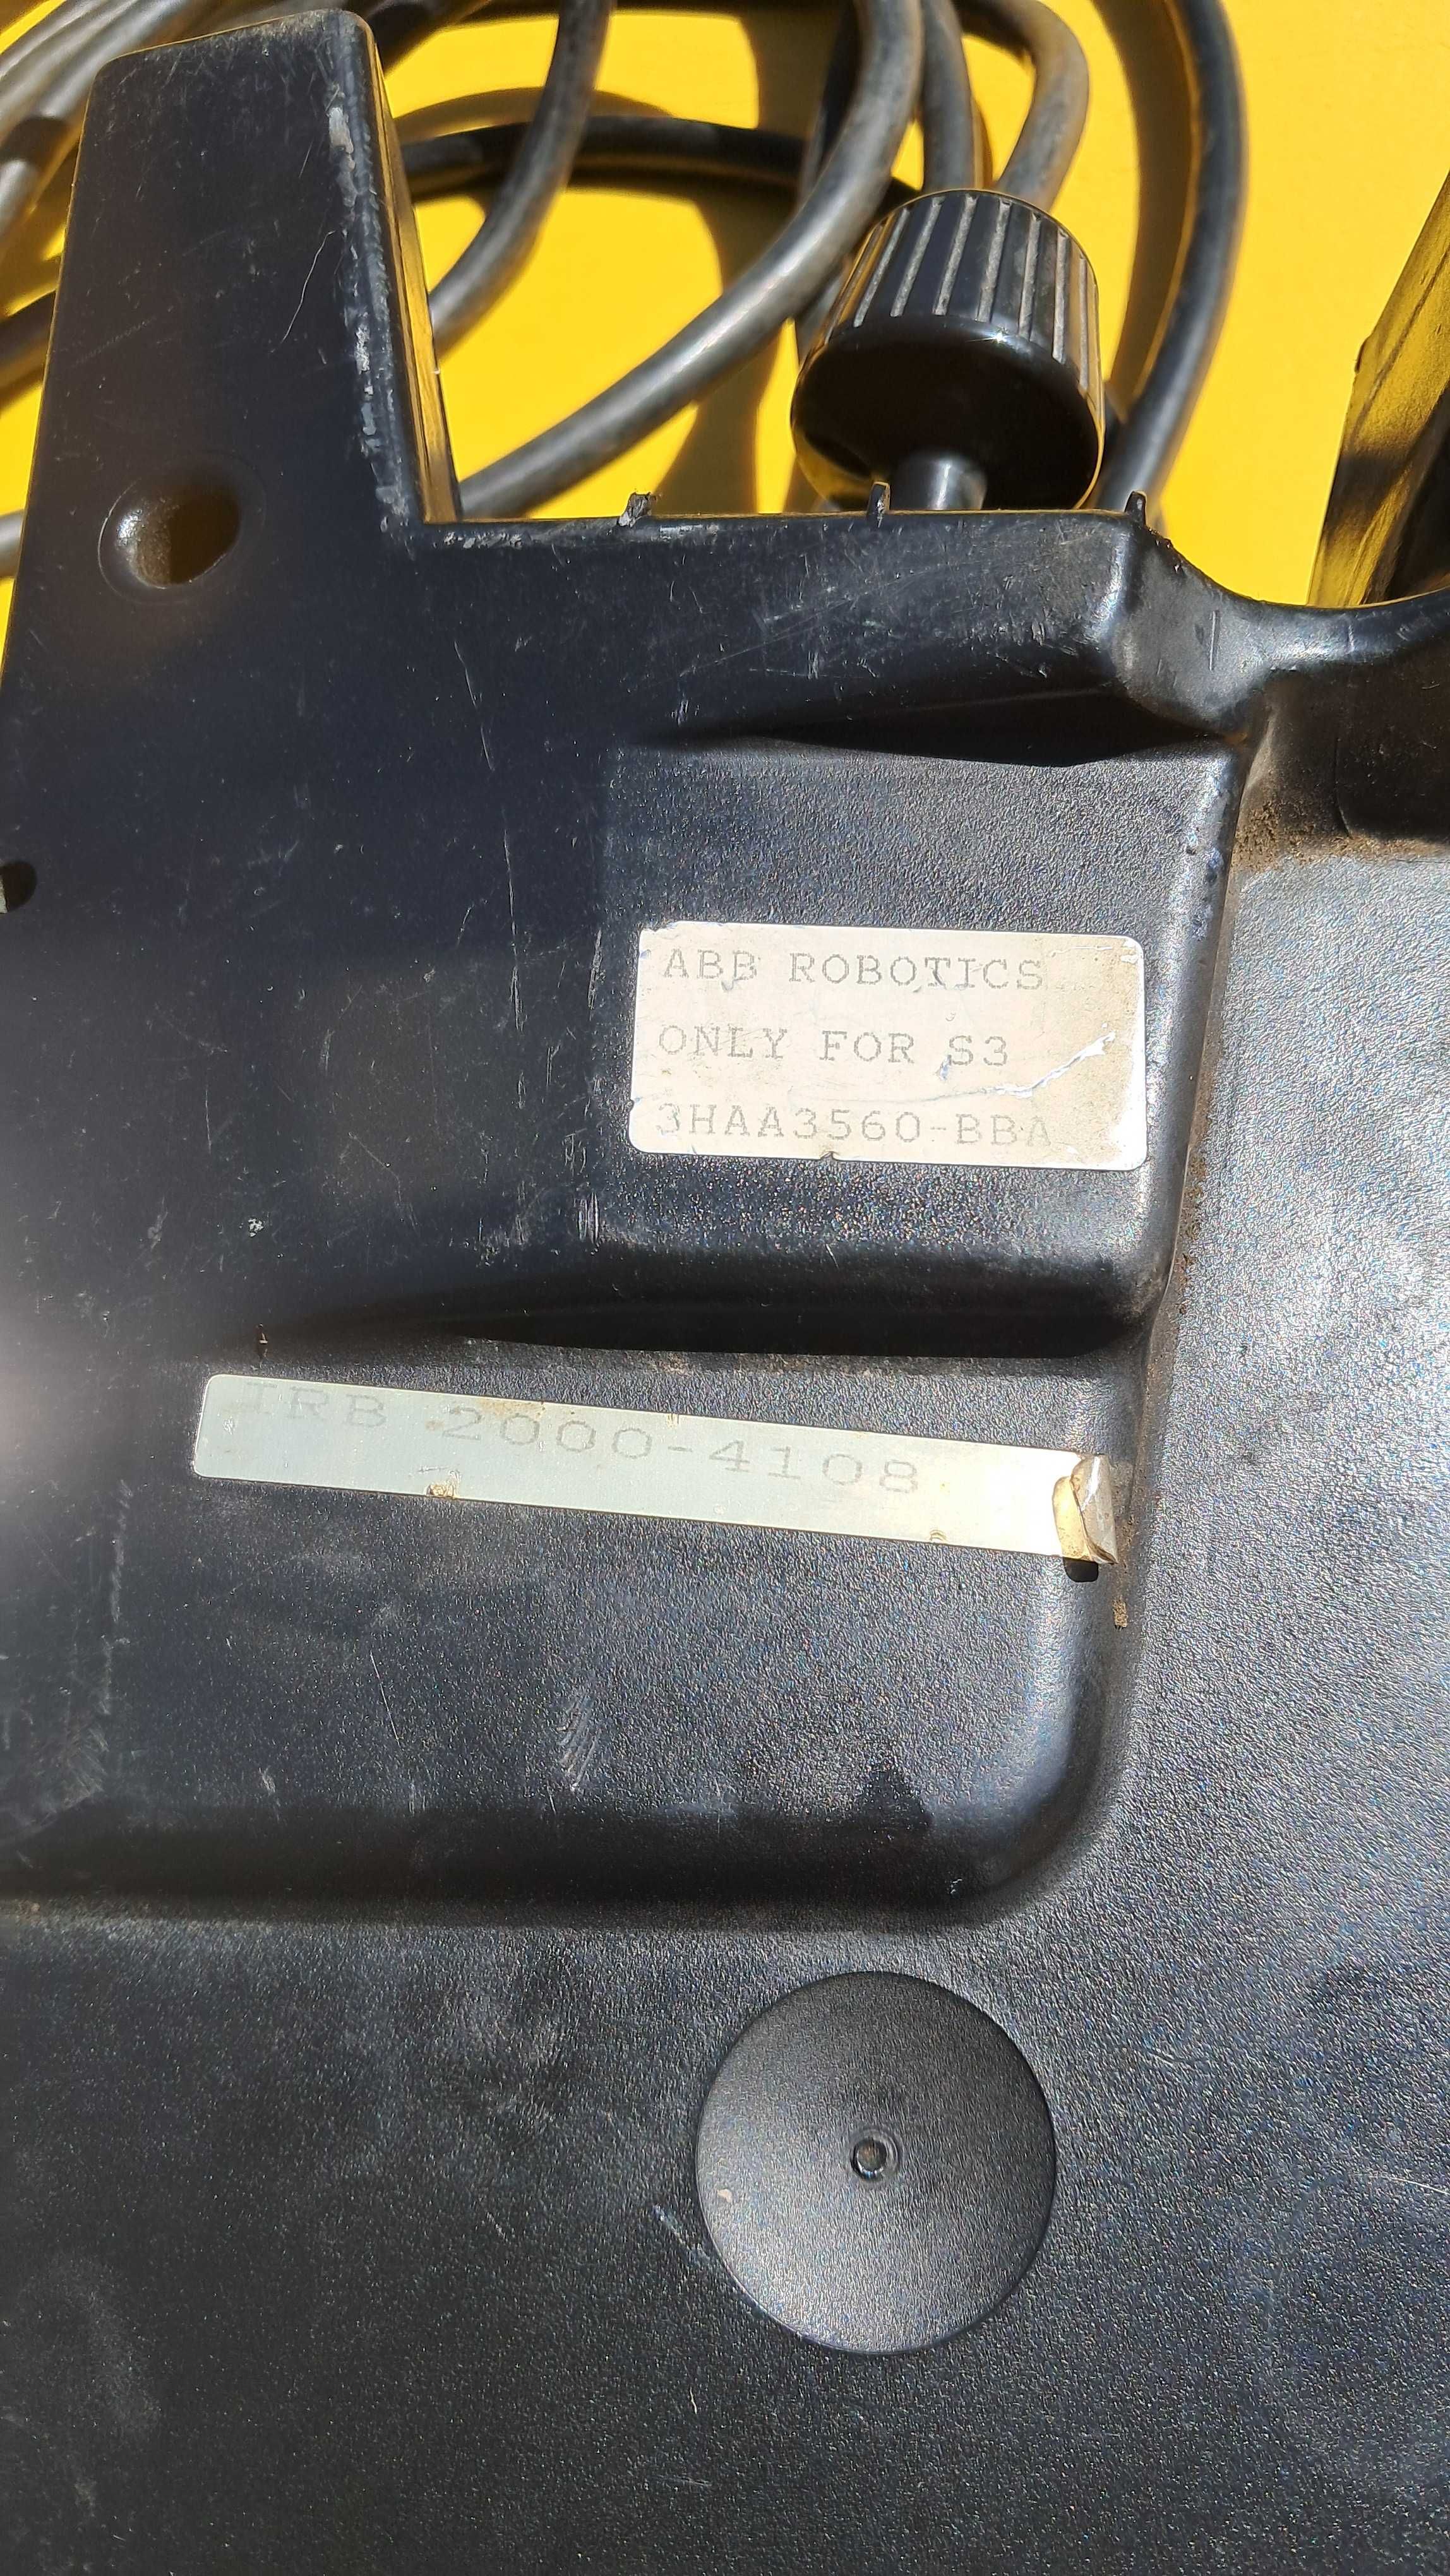 ABB ROBOTICS
ONLY FOR S3
3HAA3560-BBA
IRB 2000-4108